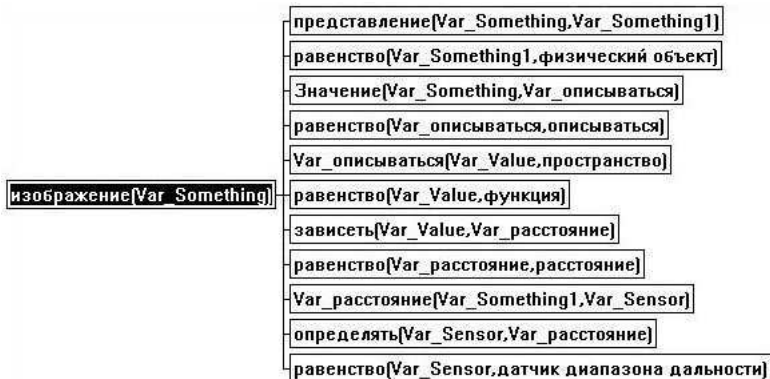 представление(Var_Something,Var_Something1)
равенство(Var_Something1,физический объект)
Значение(Var_Something,Var_описываться)
равенство(Var_описываться,описываться)
Var_описываться(Var_Value,пространство)
изображение(Var_Something)
равенство(Var_Value,функция)
зависеть(Var_Value,Var_расстояние)
равенство(Var_расстояние,расстояние)
Var_расстояние(Var_Something1,Var_Sensor)
определять(Var_Sensor,Var_расстояние)
равенство(Var_Sensor,датчик диапазона дальности)